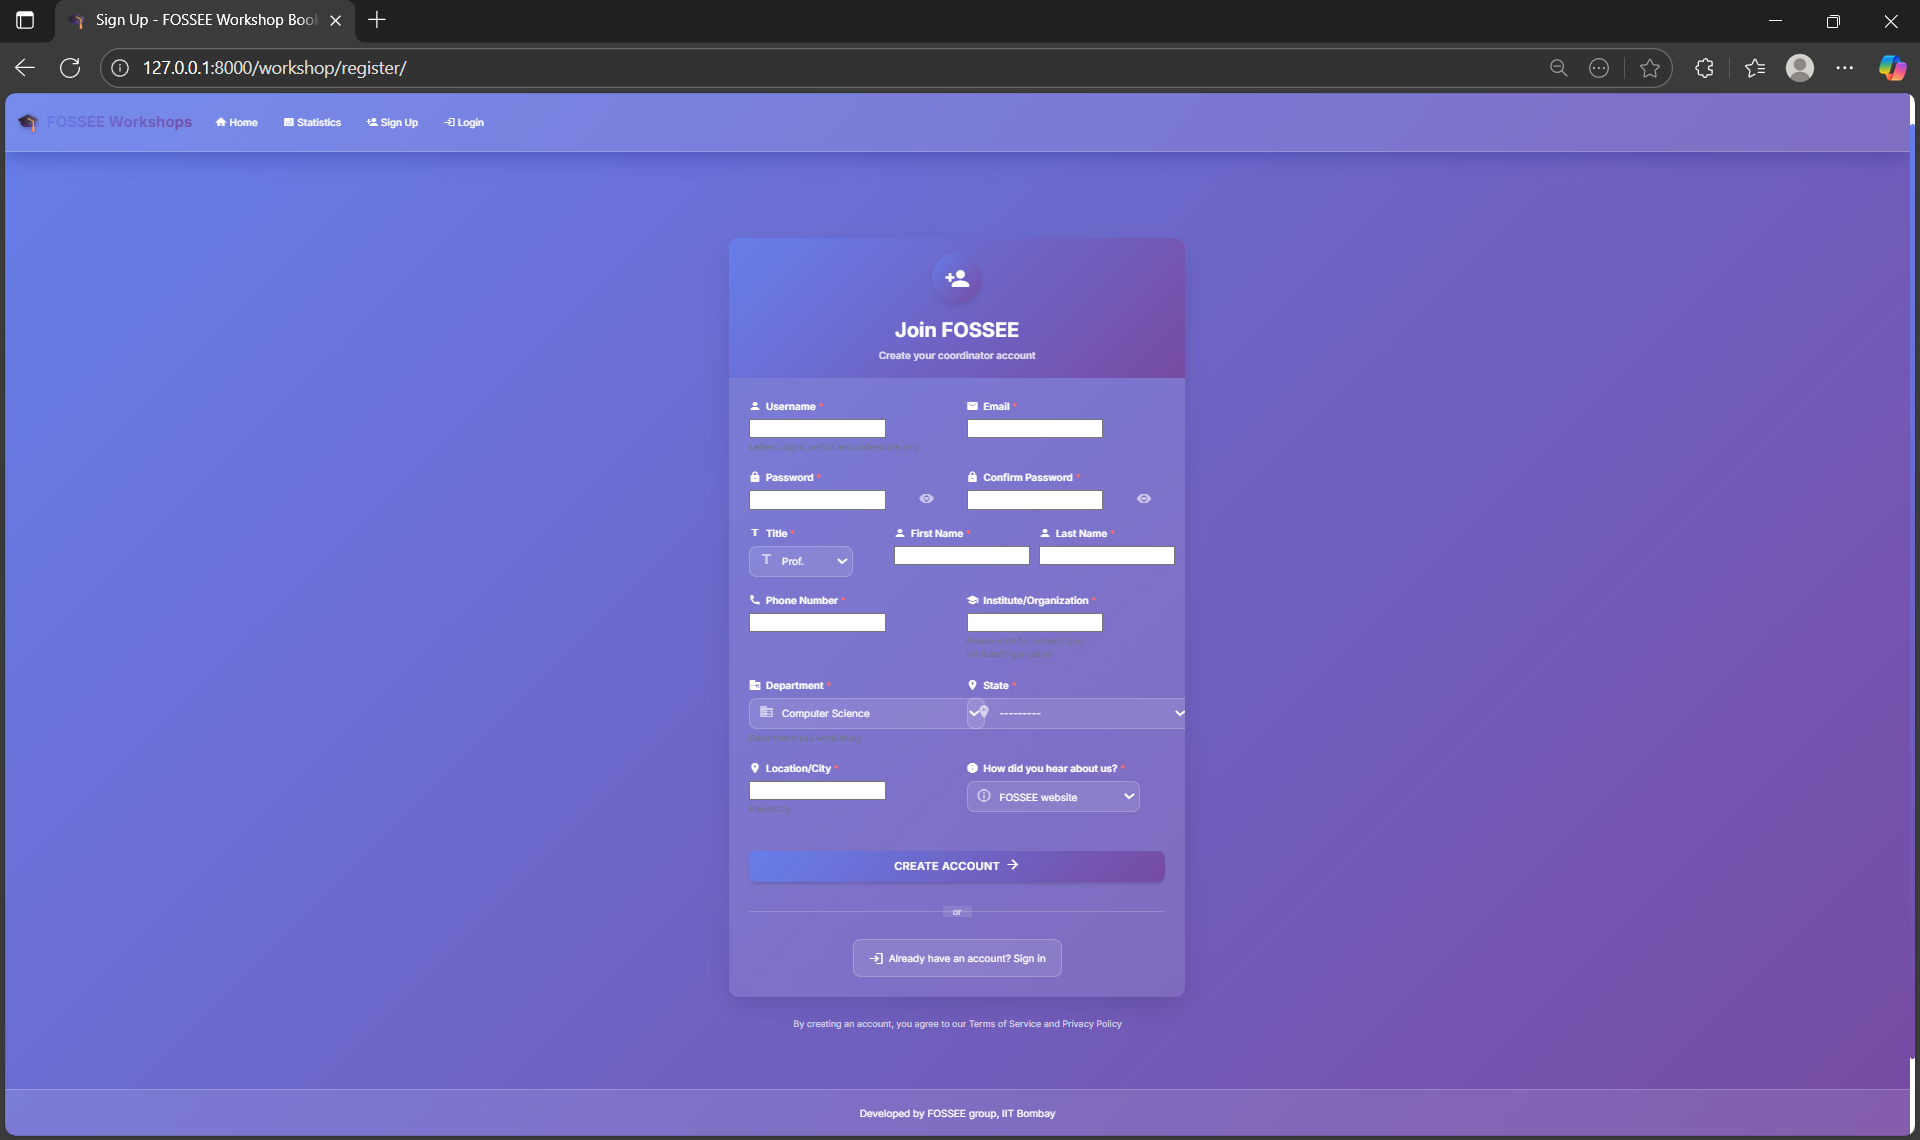 Sign Up - FOSSEE Workshop Boo
127.0.0.1:8000/workshop/register/
FOSSEE Workshops Home Statistics Sign Up Login
Join FOSSEE
Create your coordinator account
Username * Email *
Letters, digits, period and underscore only.
Password * Confirm Password *
Title * First Name * Last Name *
Prof.
Phone Number * Institute/Organization *
Please write full name of your
Institute/Organization
Department * State *
Computer Science ---------
Department you work/study
Location/City * How did you hear about us? *
FOSSEE website
Place/City
CREATE ACCOUNT →
or
Already have an account? Sign in
By creating an account, you agree to our Terms of Service and Privacy Policy
Developed by FOSSEE group, IIT Bombay